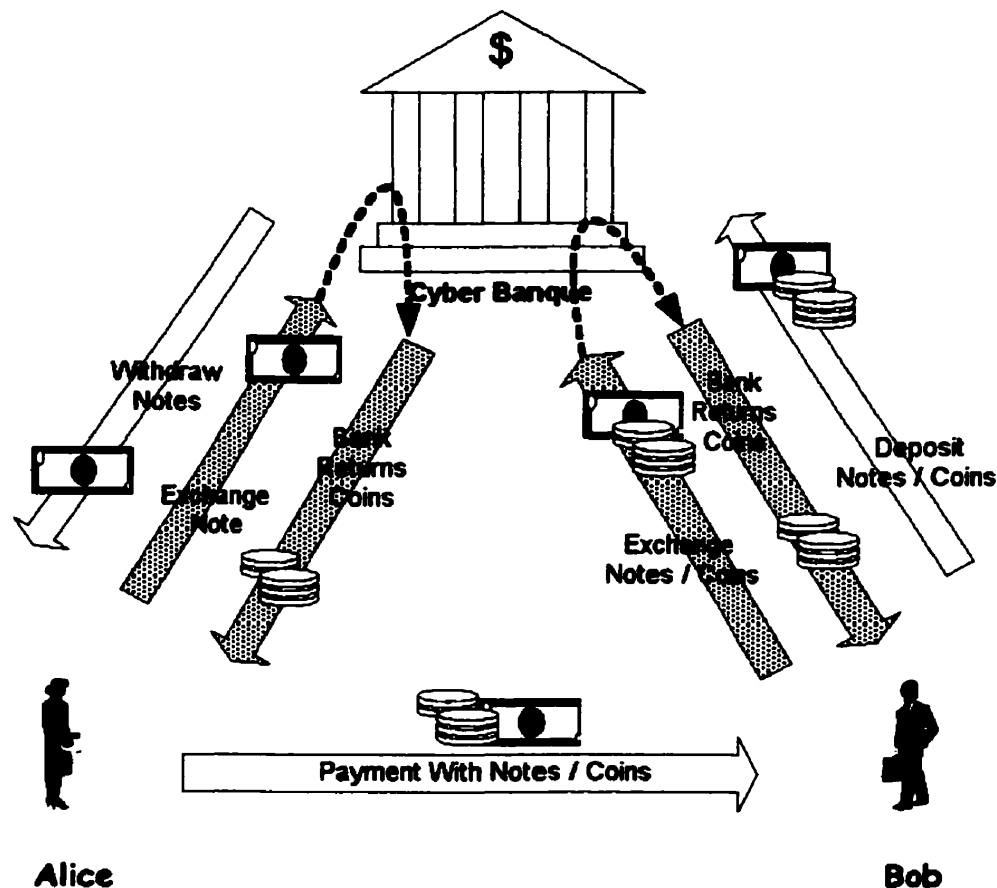 $
Cyber Banque
Withdraw
Notes
Exchange
Note
Bank
Returns
Coins
Bank
Returns
Coins
Exchange
Notes / Coins
Deposit
Notes / Coins
Payment With Notes / Coins
Alice
Bob